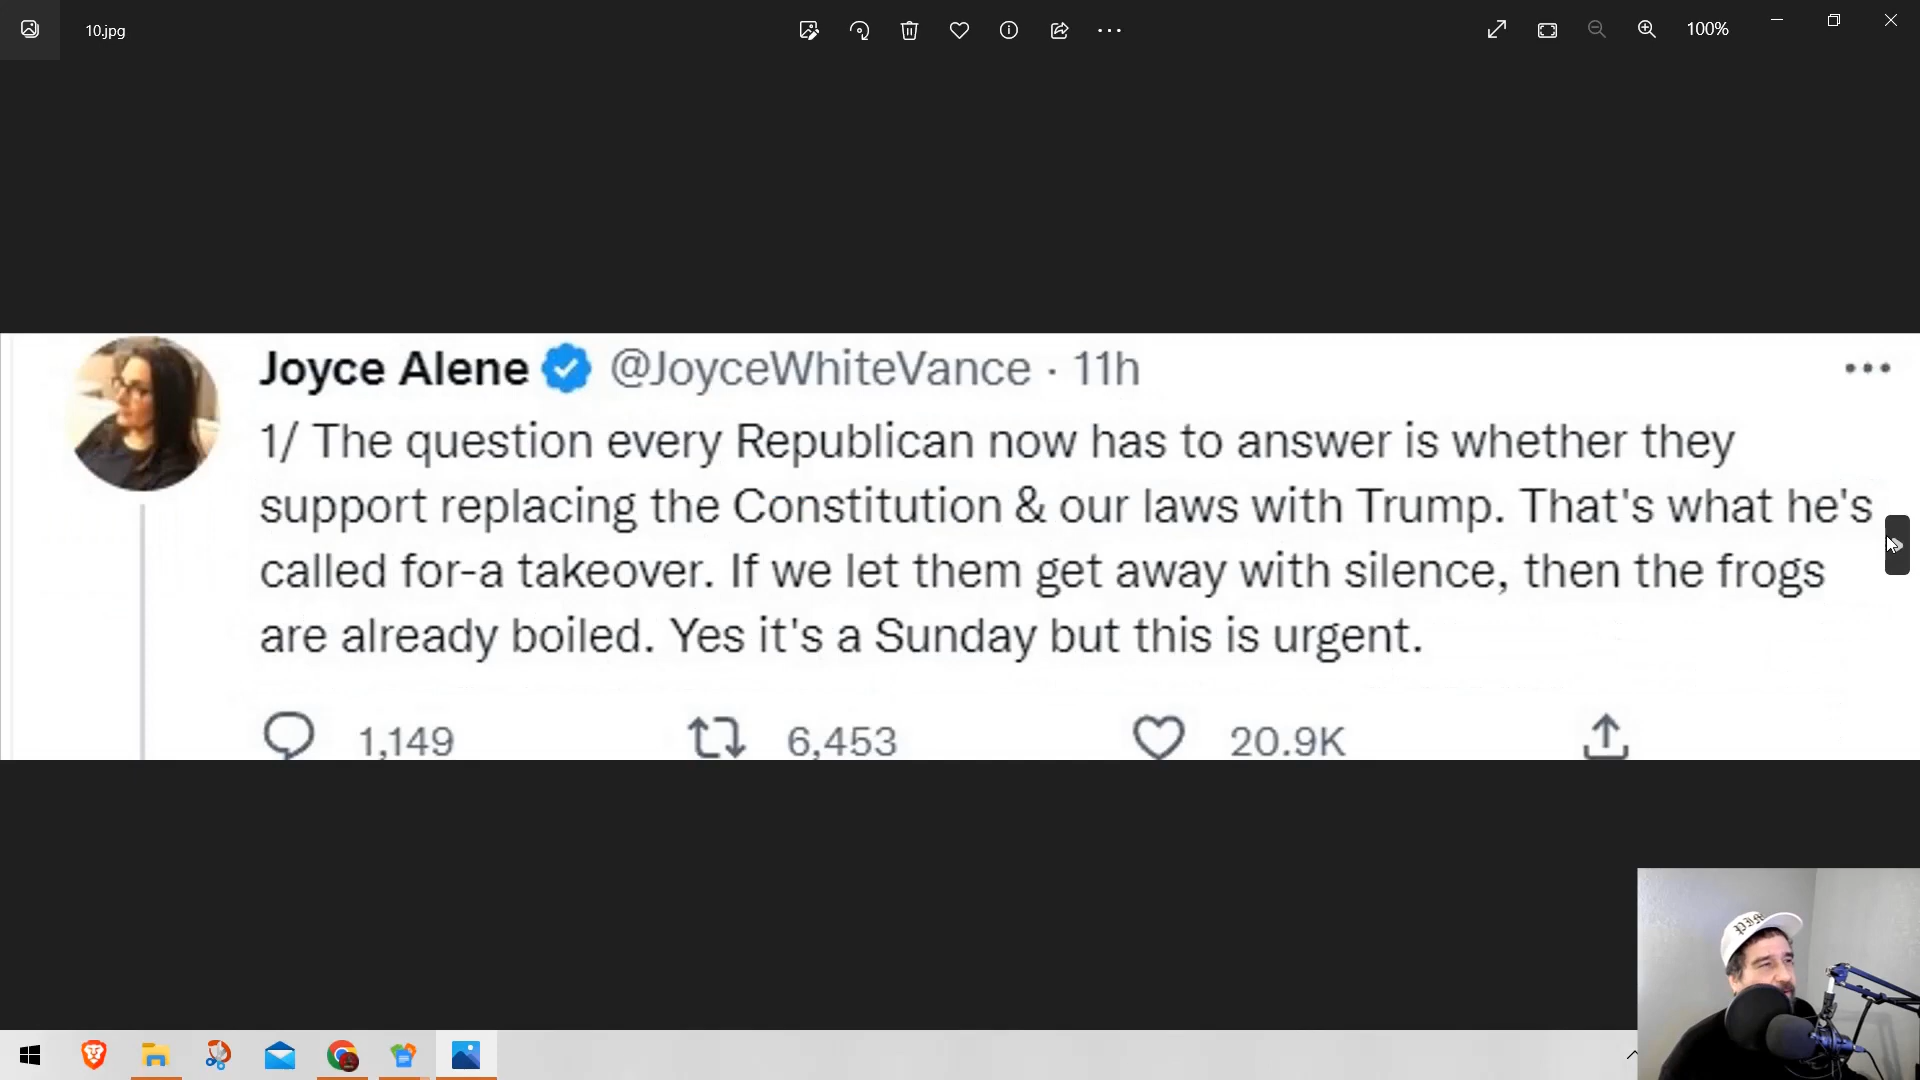 10.jpg
100%
Joyce Alene @JoyceWhiteVance · 11h
1/ The question every Republican now has to answer is whether they
support replacing the Constitution & our laws with Trump. That's what he's
called for-a takeover. If we let them get away with silence, then the frogs
are already boiled. Yes it's a Sunday but this is urgent.
1,149 6,453 20.9K